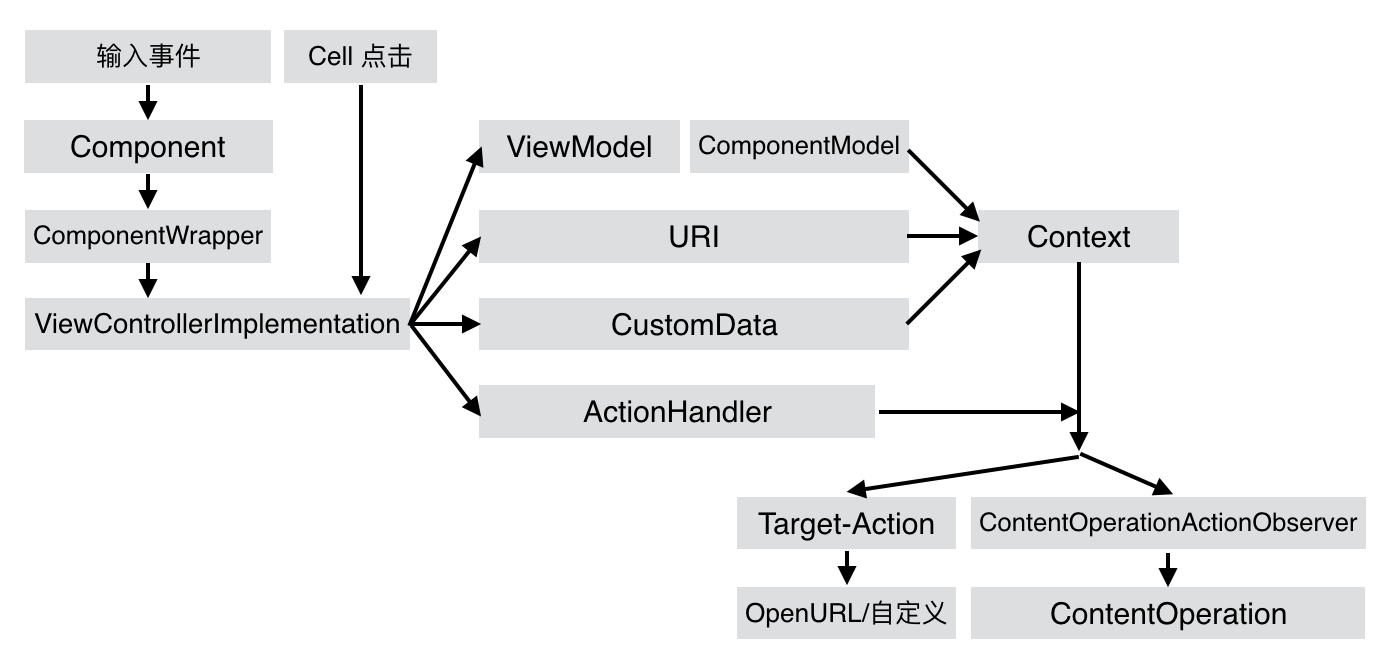 输入事件
Cell 点击
Component
ViewModel
ComponentModel
ComponentWrapper
URI
Context
ViewControllerImplementation
CustomData
ActionHandler
Target-Action
ContentOperationActionObserver
OpenURL/自定义
ContentOperation